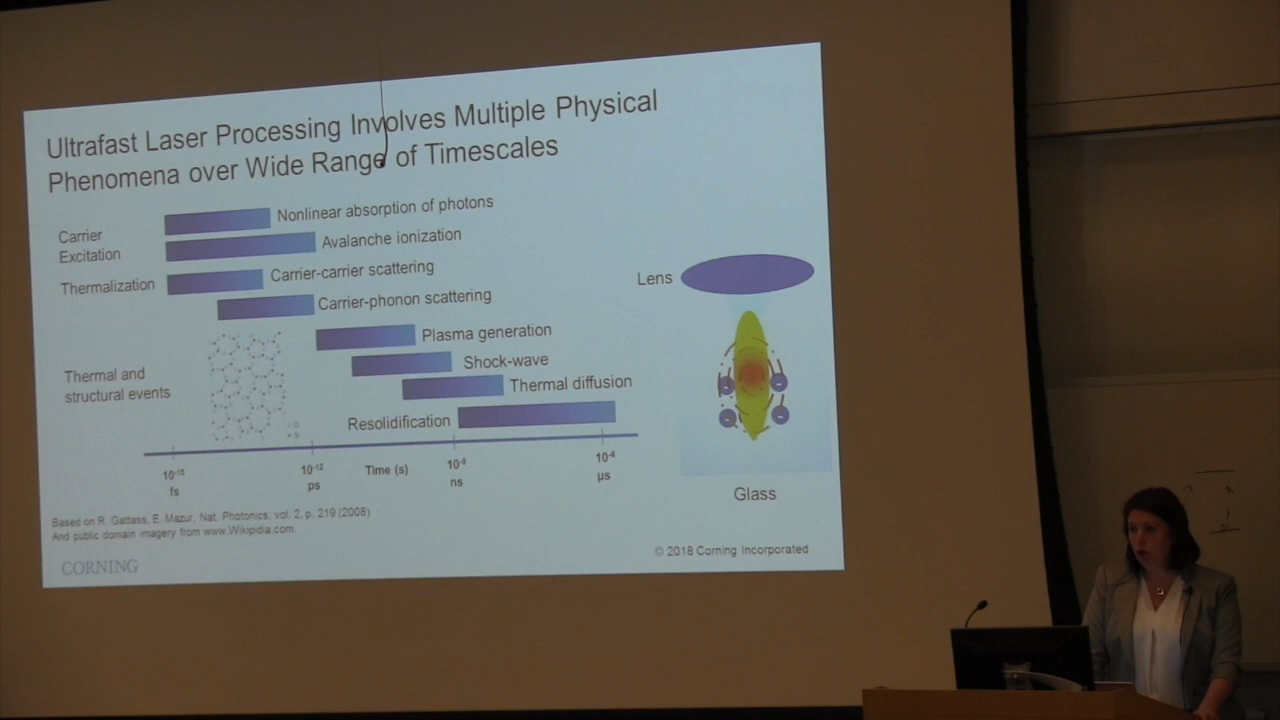 Ultrafast Laser Processing Involves Multiple Physical
Phenomena over Wide Range of Timescales
Carrier
Excitation
Nonlinear absorption of photons
Avalanche ionization
Thermalization
Carrier-carrier scattering
Carrier-phonon scattering
Thermal and
structural events
Plasma generation
Shock-wave
Thermal diffusion
Resolidification
Lens
Glass
10⁻¹⁵ 10⁻¹² Time (s) 10⁻⁹ 10⁻⁶
fs ps ns µs
Based on R. Gattass, E. Mazur, Nat. Photonics, vol. 2, p. 219 (2008)
And public domain imagery from www.Wikipidia.com.
CORNING
© 2018 Corning Incorporated